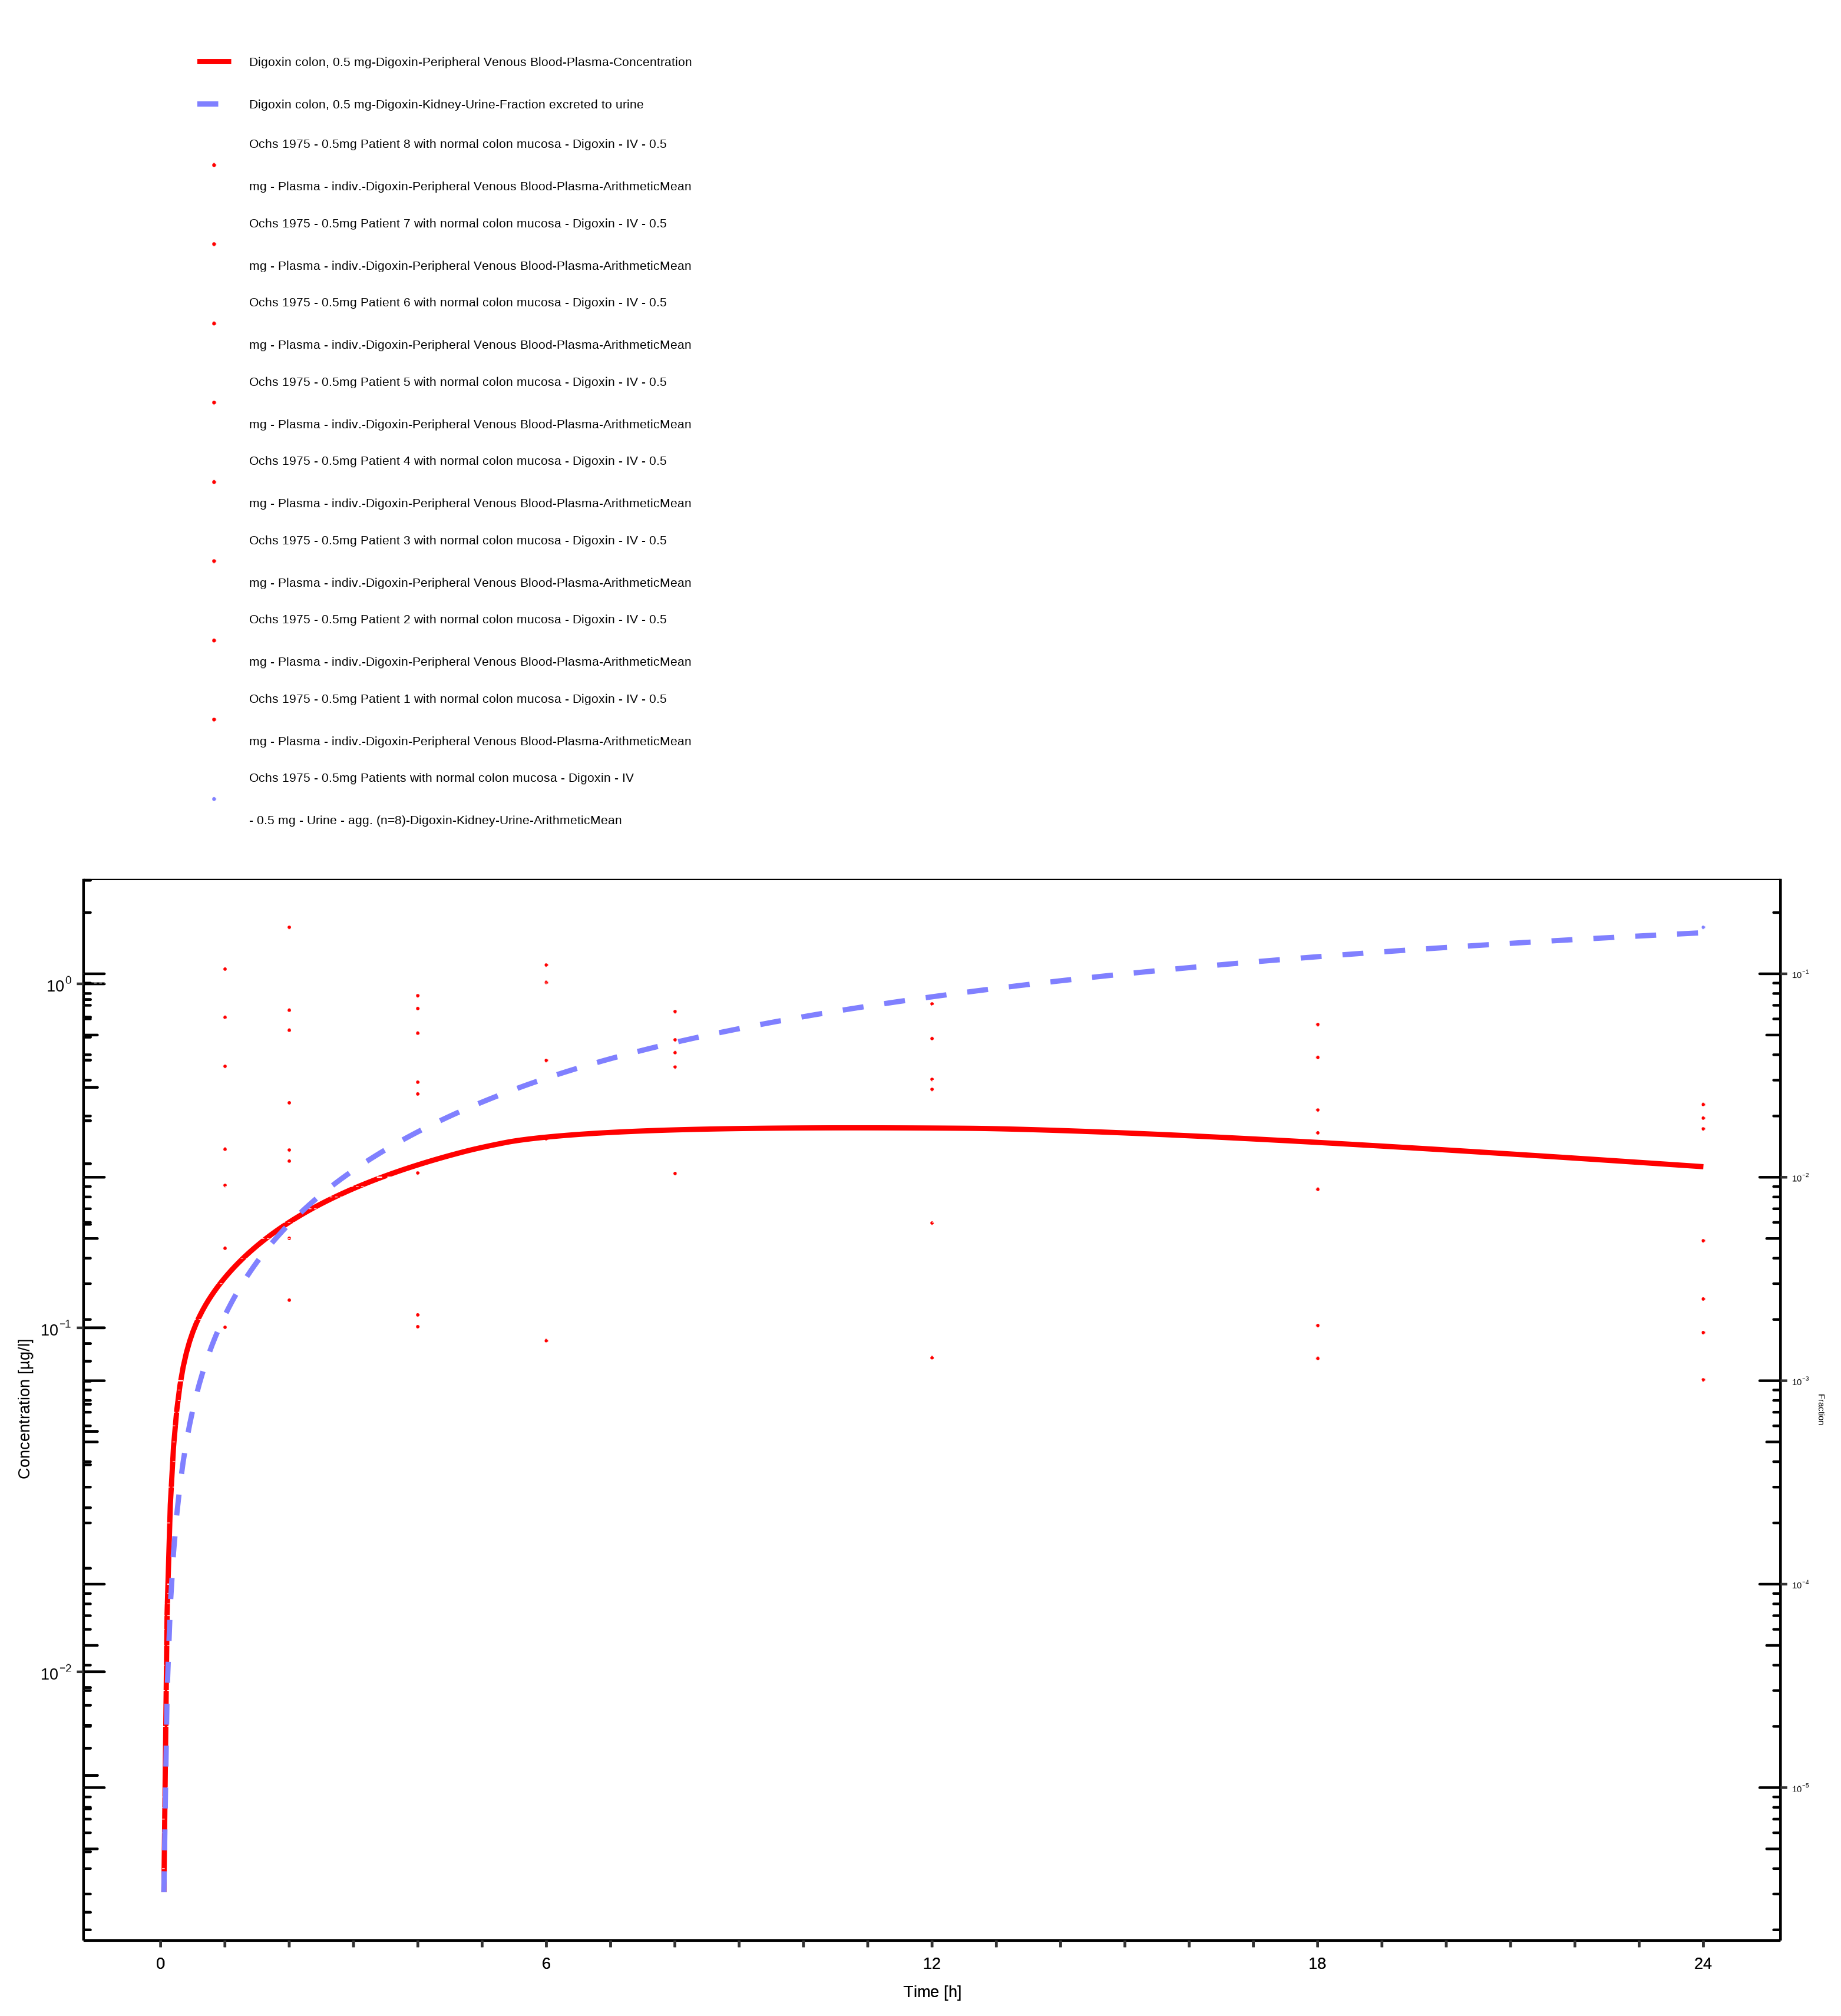 Digoxin colon, 0.5 mg-Digoxin-Peripheral Venous Blood-Plasma-Concentration
Digoxin colon, 0.5 mg-Digoxin-Kidney-Urine-Fraction excreted to urine
Ochs 1975 - 0.5mg Patient 8 with normal colon mucosa - Digoxin - IV - 0.5
mg - Plasma - indiv.-Digoxin-Peripheral Venous Blood-Plasma-ArithmeticMean
Ochs 1975 - 0.5mg Patient 7 with normal colon mucosa - Digoxin - IV - 0.5
mg - Plasma - indiv.-Digoxin-Peripheral Venous Blood-Plasma-ArithmeticMean
Ochs 1975 - 0.5mg Patient 6 with normal colon mucosa - Digoxin - IV - 0.5
mg - Plasma - indiv.-Digoxin-Peripheral Venous Blood-Plasma-ArithmeticMean
Ochs 1975 - 0.5mg Patient 5 with normal colon mucosa - Digoxin - IV - 0.5
mg - Plasma - indiv.-Digoxin-Peripheral Venous Blood-Plasma-ArithmeticMean
Ochs 1975 - 0.5mg Patient 4 with normal colon mucosa - Digoxin - IV - 0.5
mg - Plasma - indiv.-Digoxin-Peripheral Venous Blood-Plasma-ArithmeticMean
Ochs 1975 - 0.5mg Patient 3 with normal colon mucosa - Digoxin - IV - 0.5
mg - Plasma - indiv.-Digoxin-Peripheral Venous Blood-Plasma-ArithmeticMean
Ochs 1975 - 0.5mg Patient 2 with normal colon mucosa - Digoxin - IV - 0.5
mg - Plasma - indiv.-Digoxin-Peripheral Venous Blood-Plasma-ArithmeticMean
Ochs 1975 - 0.5mg Patient 1 with normal colon mucosa - Digoxin - IV - 0.5
mg - Plasma - indiv.-Digoxin-Peripheral Venous Blood-Plasma-ArithmeticMean
Ochs 1975 - 0.5mg Patients with normal colon mucosa - Digoxin - IV
- 0.5 mg - Urine - agg. (n=8)-Digoxin-Kidney-Urine-ArithmeticMean
10⁰
10⁻¹
10⁻²
Concentration [µg/l]
10⁻¹
10⁻²
10⁻³
10⁻⁴
10⁻⁵
Fraction
0 6 12 18 24
Time [h]